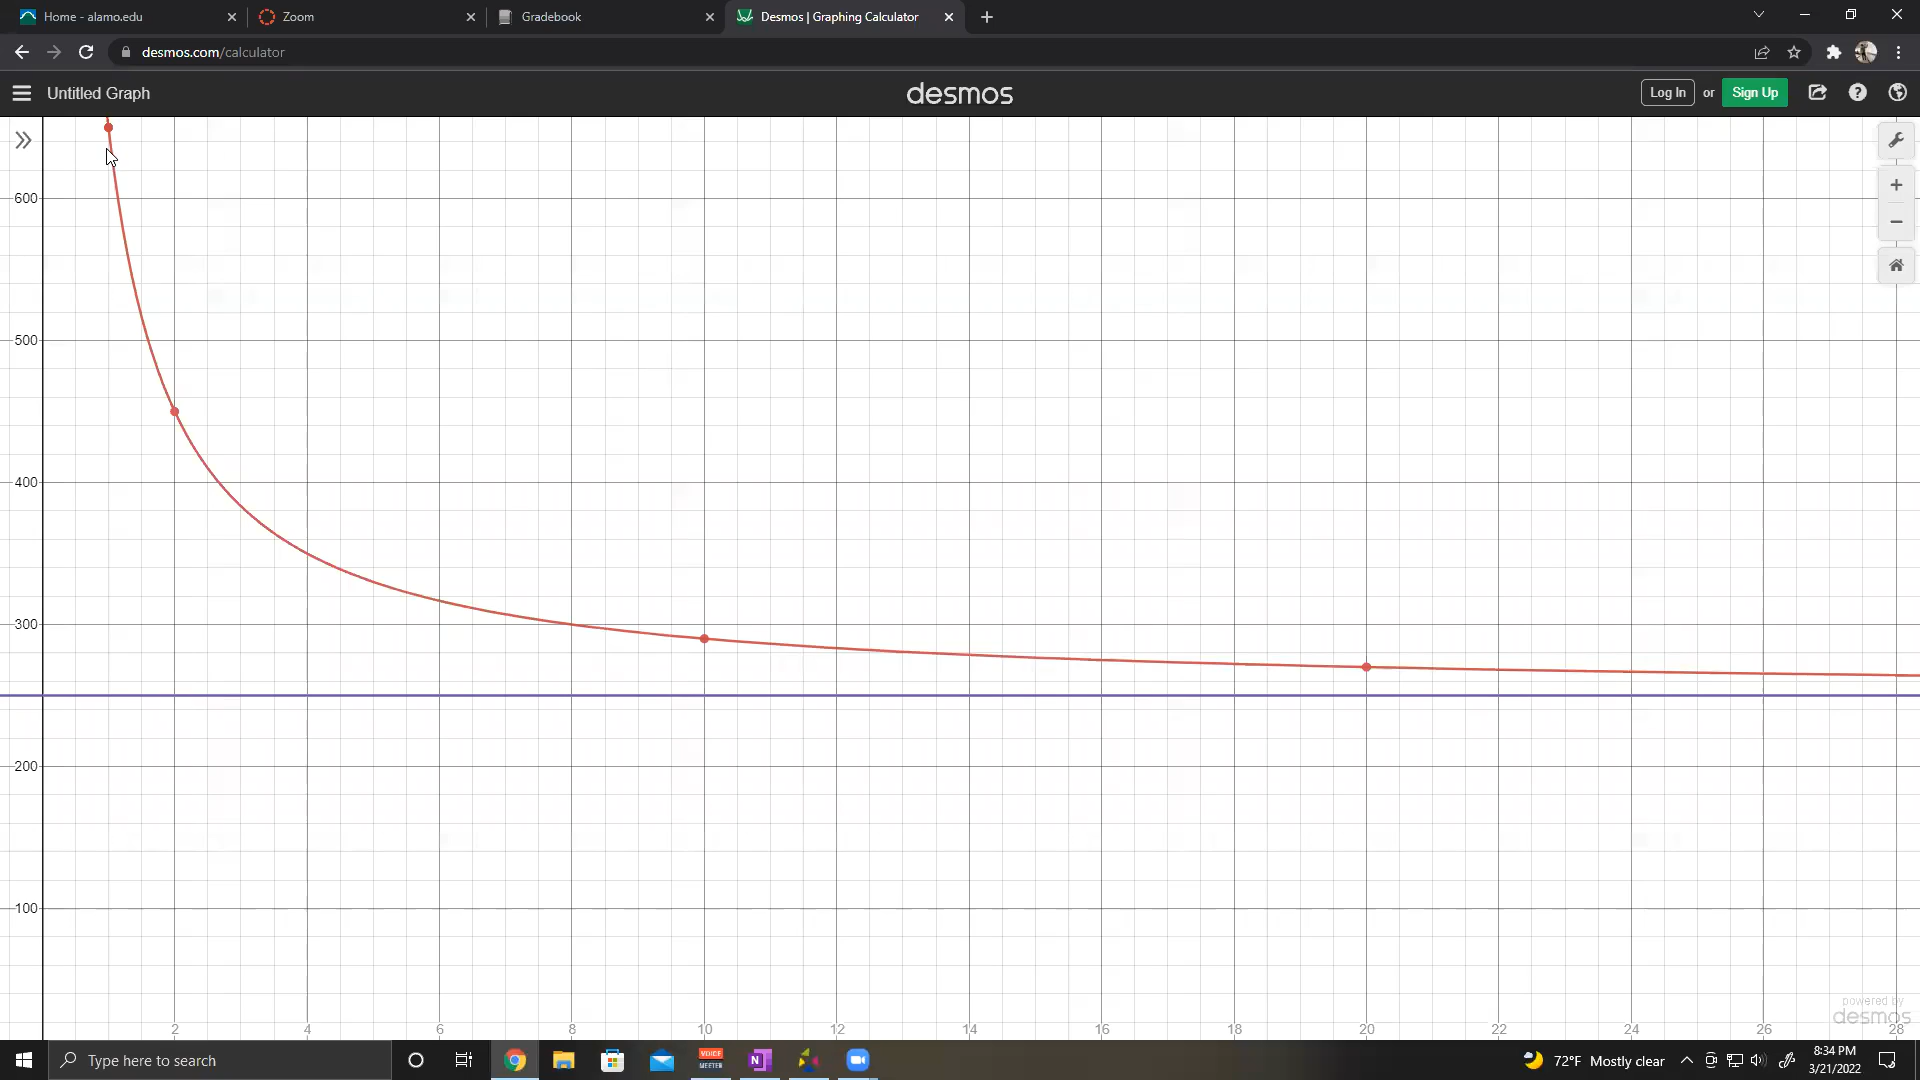 Home - alamo.edu
Zoom
Gradebook
Desmos | Graphing Calculator
desmos.com/calculator
Untitled Graph
desmos
Log In or Sign Up
600
500
400
300
200
100
2 4 6 8 10 12 14 16 18 20 22 24 26 28
powered by
desmos
Type here to search
VOICE
MEETER
N
72°F Mostly clear
8:34 PM
3/21/2022